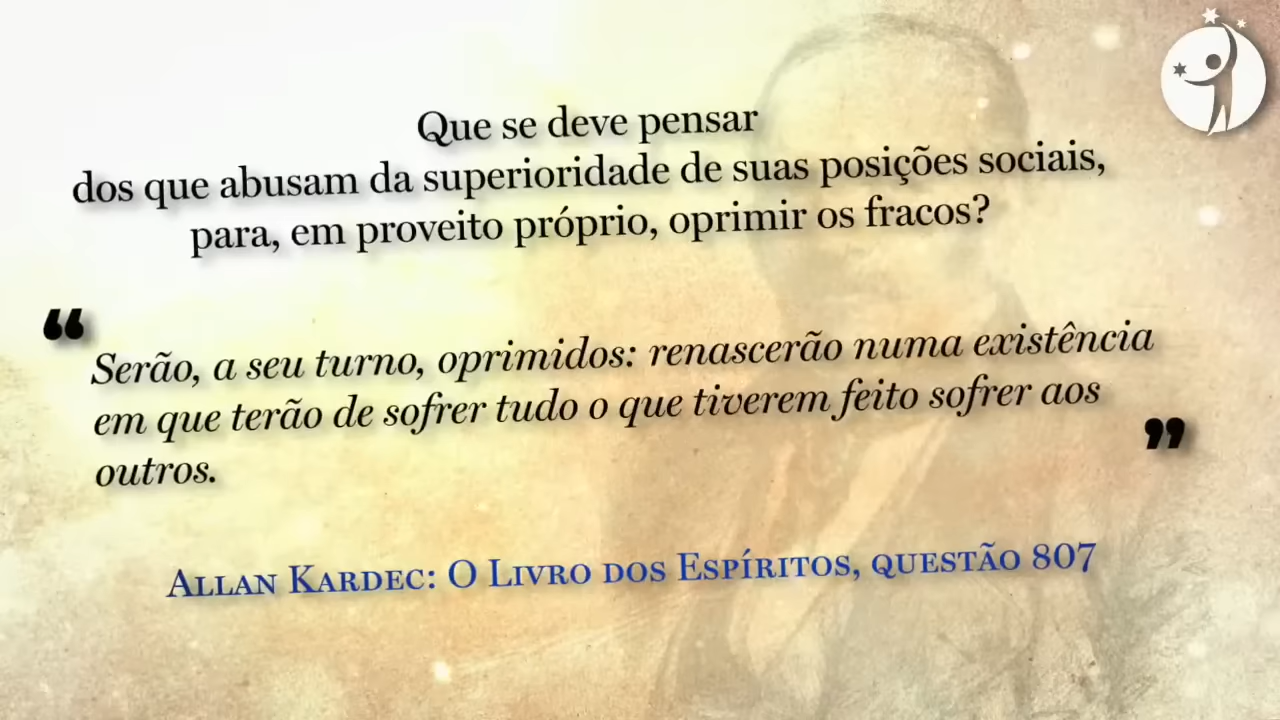 Que se deve pensar
dos que abusam da superioridade de suas posições sociais,
para, em proveito próprio, oprimir os fracos?
“
Serão, a seu turno, oprimidos: renascerão numa existência
em que terão de sofrer tudo o que tiverem feito sofrer aos
outros.
”
Allan Kardec: O Livro dos Espíritos, questão 807